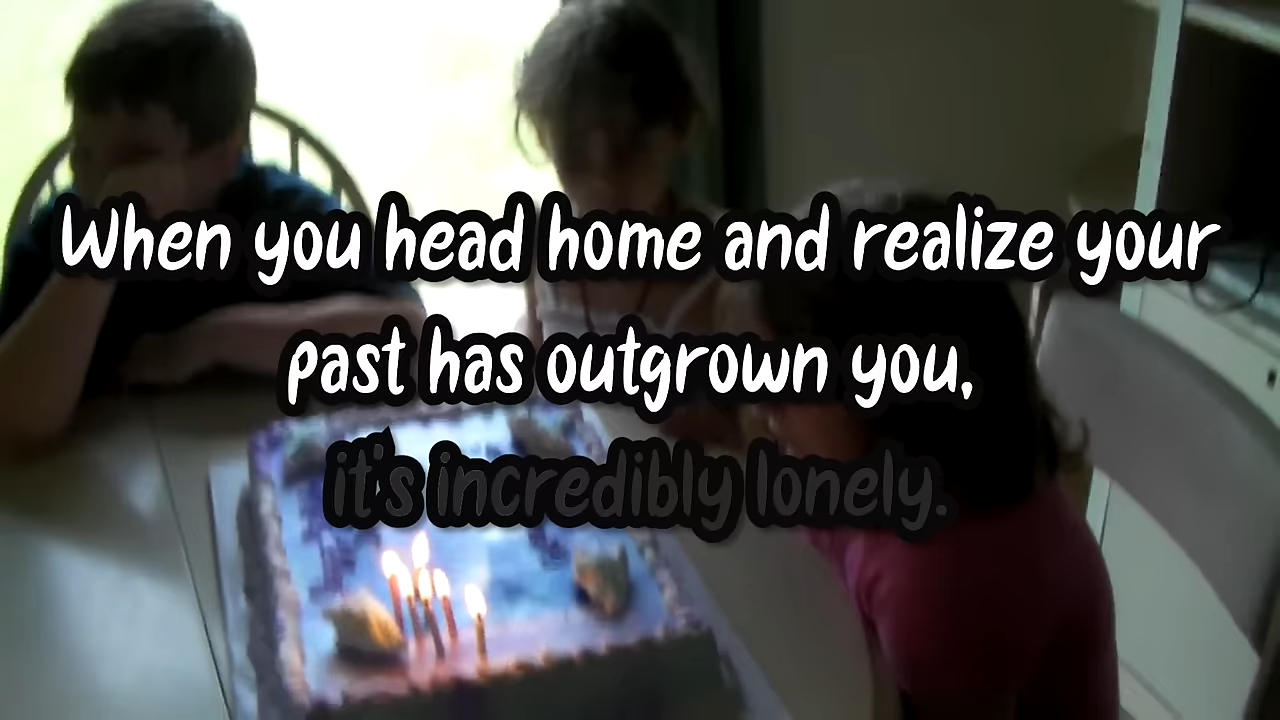 When you head home and realize your
past has outgrown you,
it's incredibly lonely.